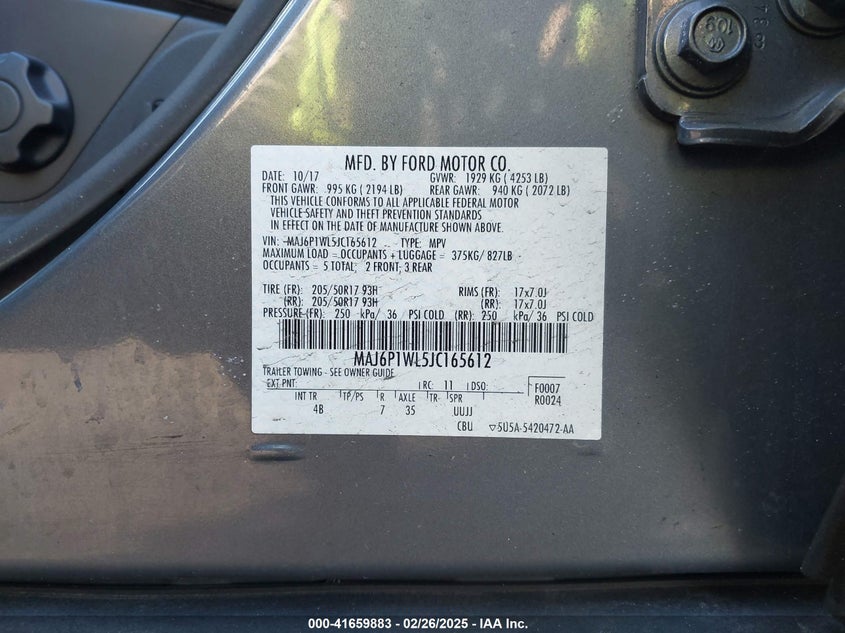 MFD. BY FORD MOTOR CO.
DATE: 10/17 GVWR: 1929 KG ( 4253 LB)
FRONT GAWR: 995 KG ( 2194 LB) REAR GAWR: 940 KG ( 2072 LB)
THIS VEHICLE CONFORMS TO ALL APPLICABLE FEDERAL MOTOR
VEHICLE SAFETY AND THEFT PREVENTION STANDARDS
IN EFFECT ON THE DATE OF MANUFACTURE SHOWN ABOVE.
VIN: MAJ6P1WL5JC165612 TYPE: MPV
MAXIMUM LOAD = OCCUPANTS + LUGGAGE = 375KG/ 827LB
OCCUPANTS = 5 TOTAL; 2 FRONT; 3 REAR
TIRE (FR): 205/50R17 93H RIMS (FR): 17x7.0J
(RR): 205/50R17 93H (RR): 17x7.0J
PRESSURE(FR): 250 kPa/ 36 PSI COLD (RR): 250 kPa/ 36 PSI COLD
MAJ6P1WL5JC165612
TRAILER TOWING - SEE OWNER GUIDE
EXT PNT: RC: 11 DSO: F0007
INT TR TP/PS R AXLE TR SPR R0024
4B 7 35 UUJJ
CBU ▽5U5A-5420472-AA
109
000-41659883 - 02/26/2025 - IAA Inc.